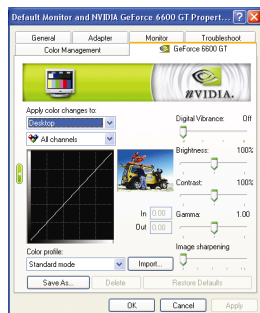 Default Monitor and NVIDIA GeForce 6600 GT Propert...
General Adapter Monitor Troubleshoot
Color Management GeForce 6600 GT
NVIDIA.
Apply color changes to:
Desktop
All channels
Digital Vibrance: Off
Brightness: 100%
Contrast: 100%
In 0.00 Gamma: 1.00
Out 0.00
Image sharpening
Color profile:
Standard mode Import...
Save As... Delete Restore Defaults
OK Cancel Apply